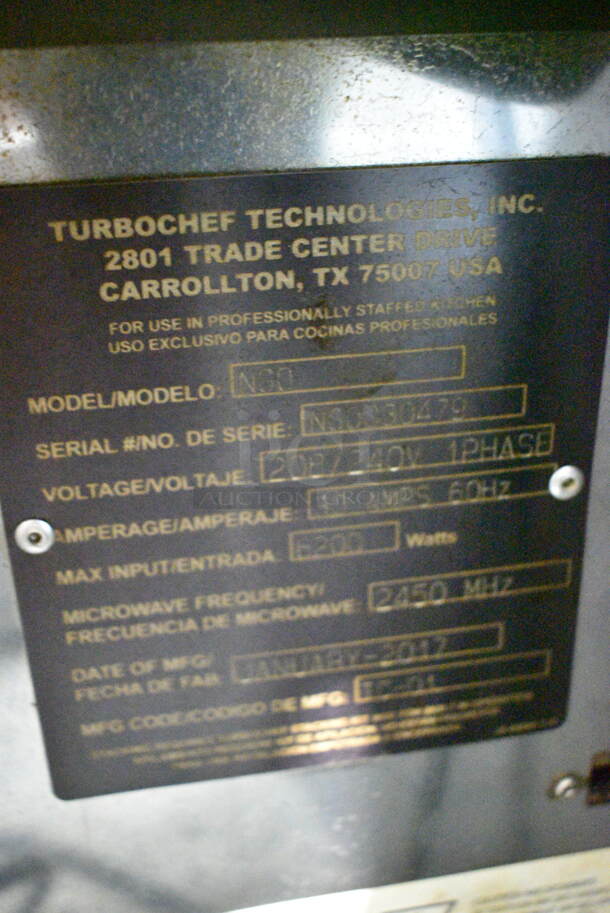 TURBOCHEF TECHNOLOGIES, INC.
2801 TRADE CENTER DRIVE
CARROLLTON, TX 75007 USA
FOR USE IN PROFESSIONALLY STAFFED KITCHEN
USO EXCLUSIVO PARA COCINAS PROFESIONALES
MODEL/MODELO: NGO
SERIAL #/NO. DE SERIE:
VOLTAGE/VOLTAJE: 208/240V 1PHASE
AMPERAGE/AMPERAJE: AMPS 60Hz
MAX INPUT/ENTRADA: 6200 Watts
MICROWAVE FREQUENCY/
FRECUENCIA DE MICROWAVE: 2450 MHz
DATE OF MFG/
FECHA DE FAB: JANUARY-2017
MFG CODE/CODIGO DE MFG:
AUCTION GROUP